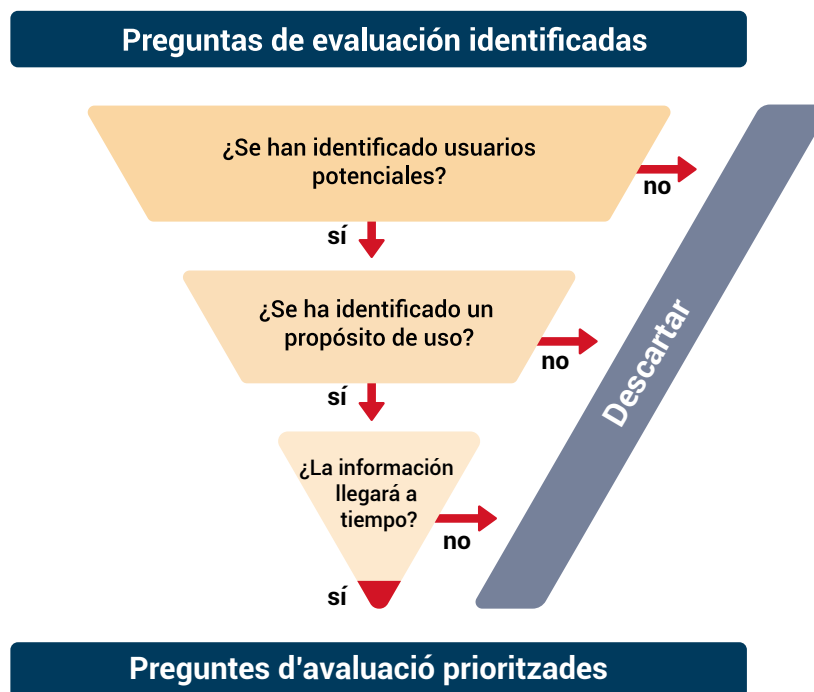 Preguntas de evaluación identificadas
¿Se han identificado usuarios
potenciales?
no
sí
¿Se ha identificado un
propósito de uso?
no
sí
Descartar
¿La información
llegará a
tiempo?
no
sí
Preguntes d'avaluació prioritzades